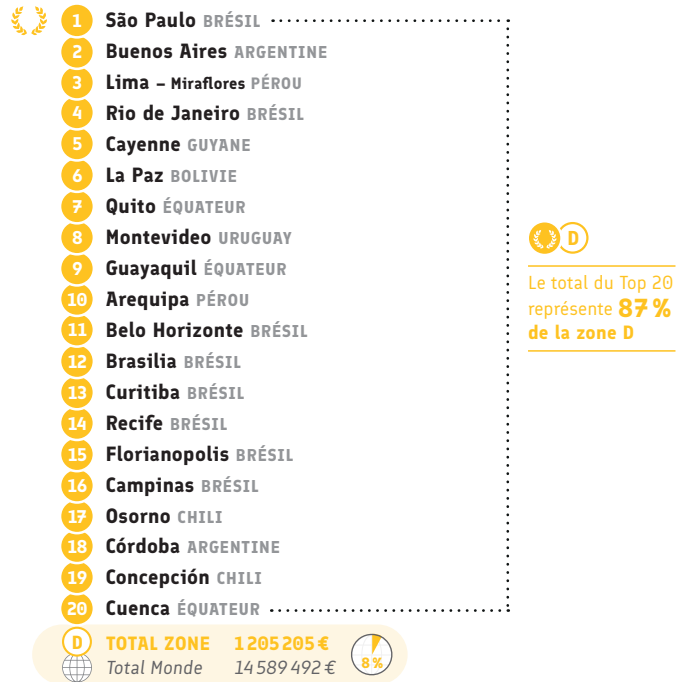 1 São Paulo BRÉSIL
2 Buenos Aires ARGENTINE
3 Lima – Miraflores PÉROU
4 Rio de Janeiro BRÉSIL
5 Cayenne GUYANE
6 La Paz BOLIVIE
7 Quito ÉQUATEUR
8 Montevideo URUGUAY
9 Guayaquil ÉQUATEUR
10 Arequipa PÉROU
11 Belo Horizonte BRÉSIL
12 Brasilia BRÉSIL
13 Curitiba BRÉSIL
14 Recife BRÉSIL
15 Florianopolis BRÉSIL
16 Campinas BRÉSIL
17 Osorno CHILI
18 Córdoba ARGENTINE
19 Concepción CHILI
20 Cuenca ÉQUATEUR
D TOTAL ZONE 1 205 205 €
Total Monde 14 589 492 €
8 %
D
Le total du Top 20
représente 87 %
de la zone D